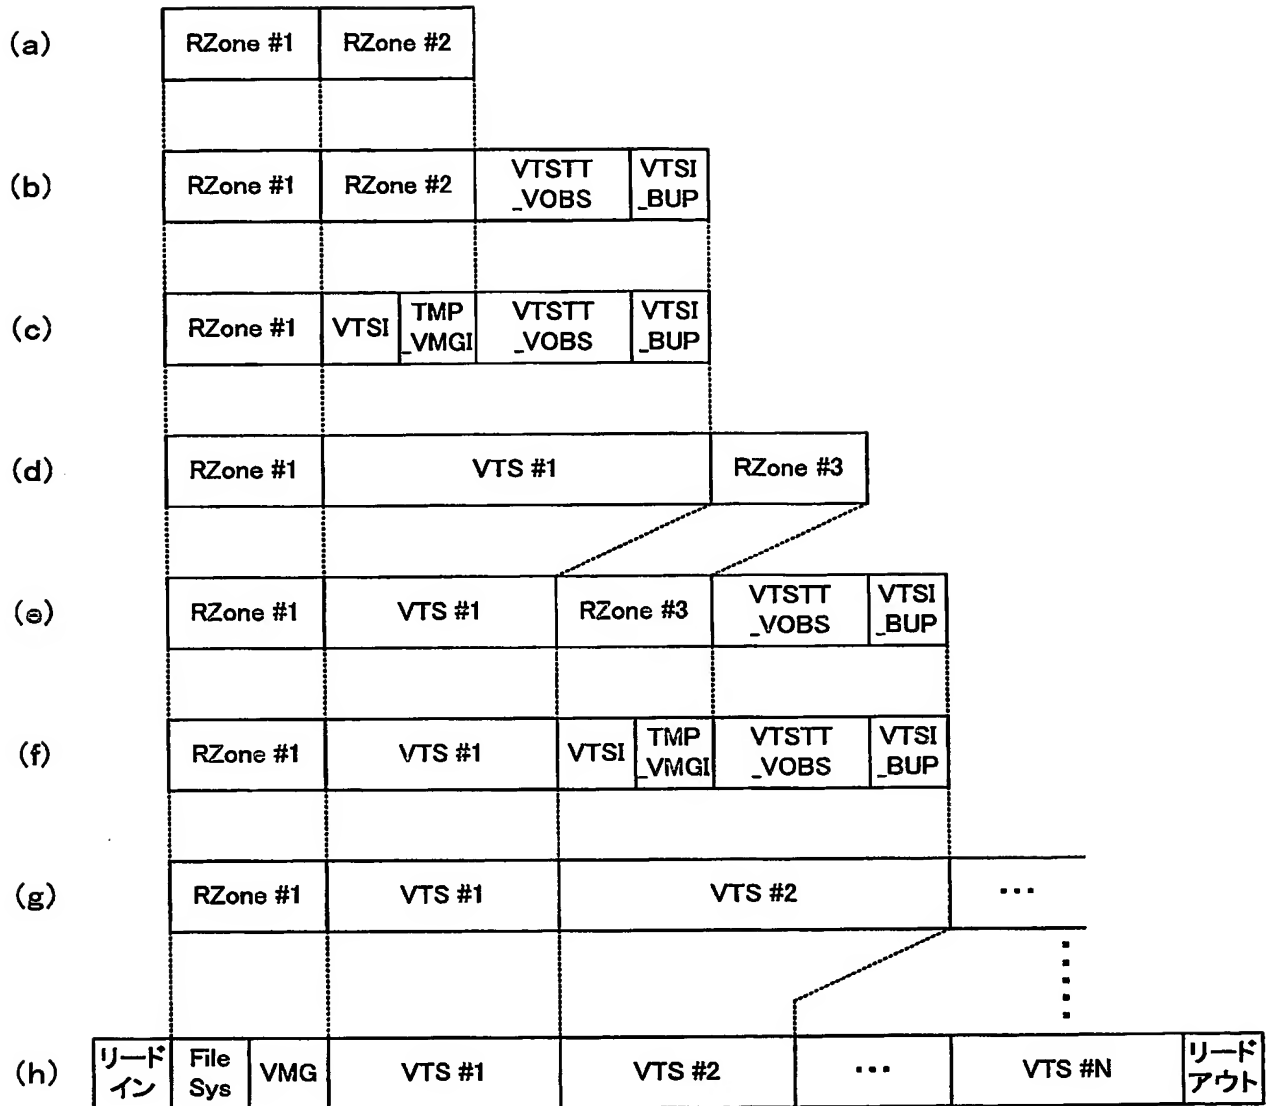 (a) RZone #1 RZone #2
(b) RZone #1 RZone #2 VTSTT _VOBS VTSI _BUP
(c) RZone #1 VTSI TMP _VMGI VTSTT _VOBS VTSI _BUP
(d) RZone #1 VTS #1 RZone #3
(e) RZone #1 VTS #1 RZone #3 VTSTT _VOBS VTSI _BUP
(f) RZone #1 VTS #1 VTSI TMP _VMGI VTSTT _VOBS VTSI _BUP
(g) RZone #1 VTS #1 VTS #2 ・・・
(h) リード イン File Sys VMG VTS #1 VTS #2 ・・・ VTS #N リード アウト